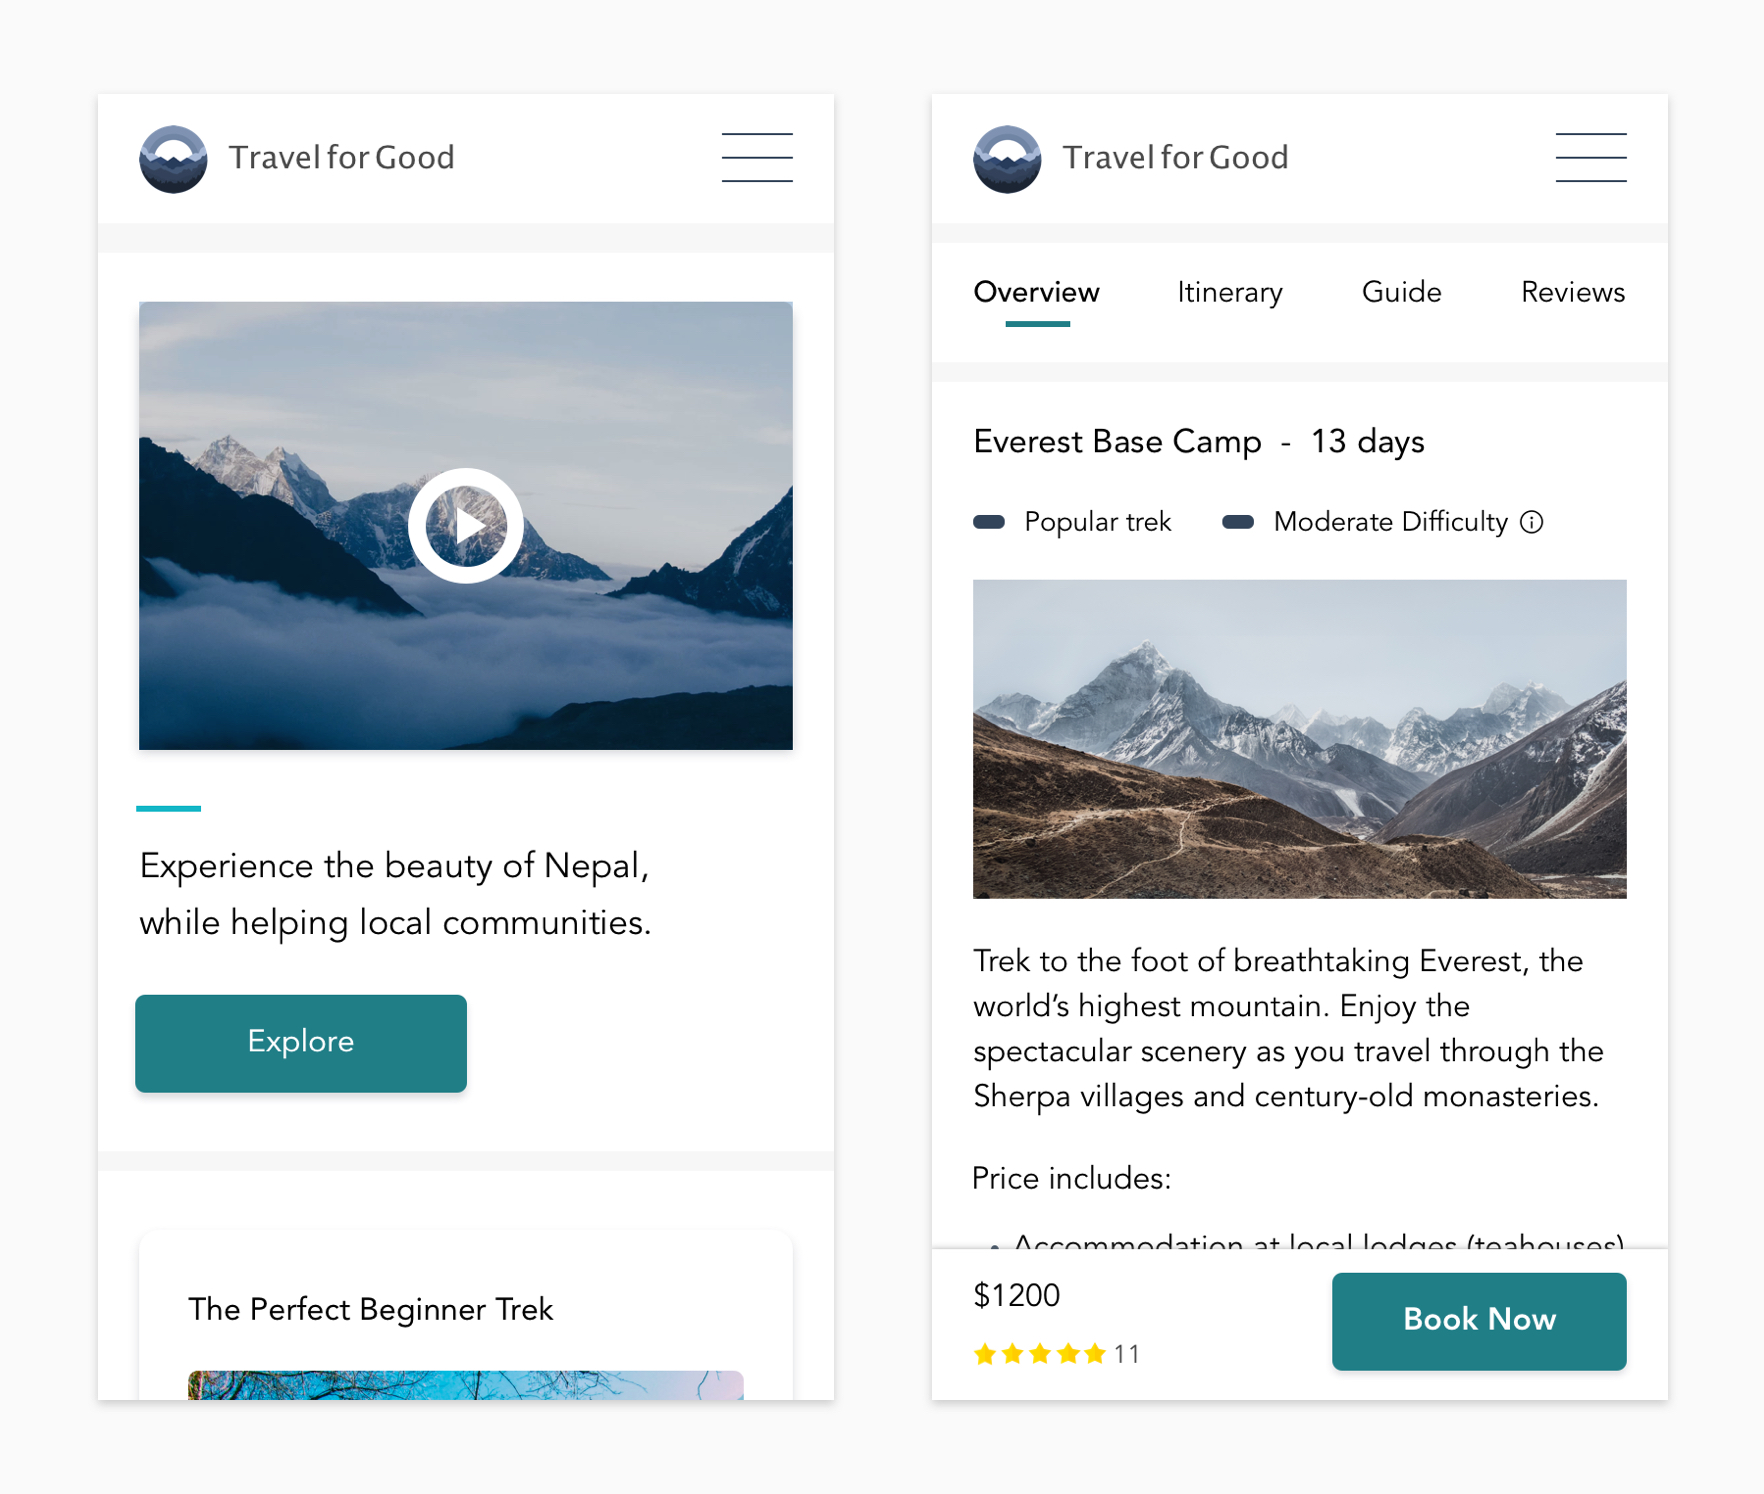 Travel for Good
Experience the beauty of Nepal,
while helping local communities.
Explore
The Perfect Beginner Trek
Travel for Good
Overview Itinerary Guide Reviews
Everest Base Camp - 13 days
Popular trek Moderate Difficulty
Trek to the foot of breathtaking Everest, the
world’s highest mountain. Enjoy the
spectacular scenery as you travel through the
Sherpa villages and century-old monasteries.
Price includes:
• Accommodation at local lodges (teahouses)
$1200
11
Book Now